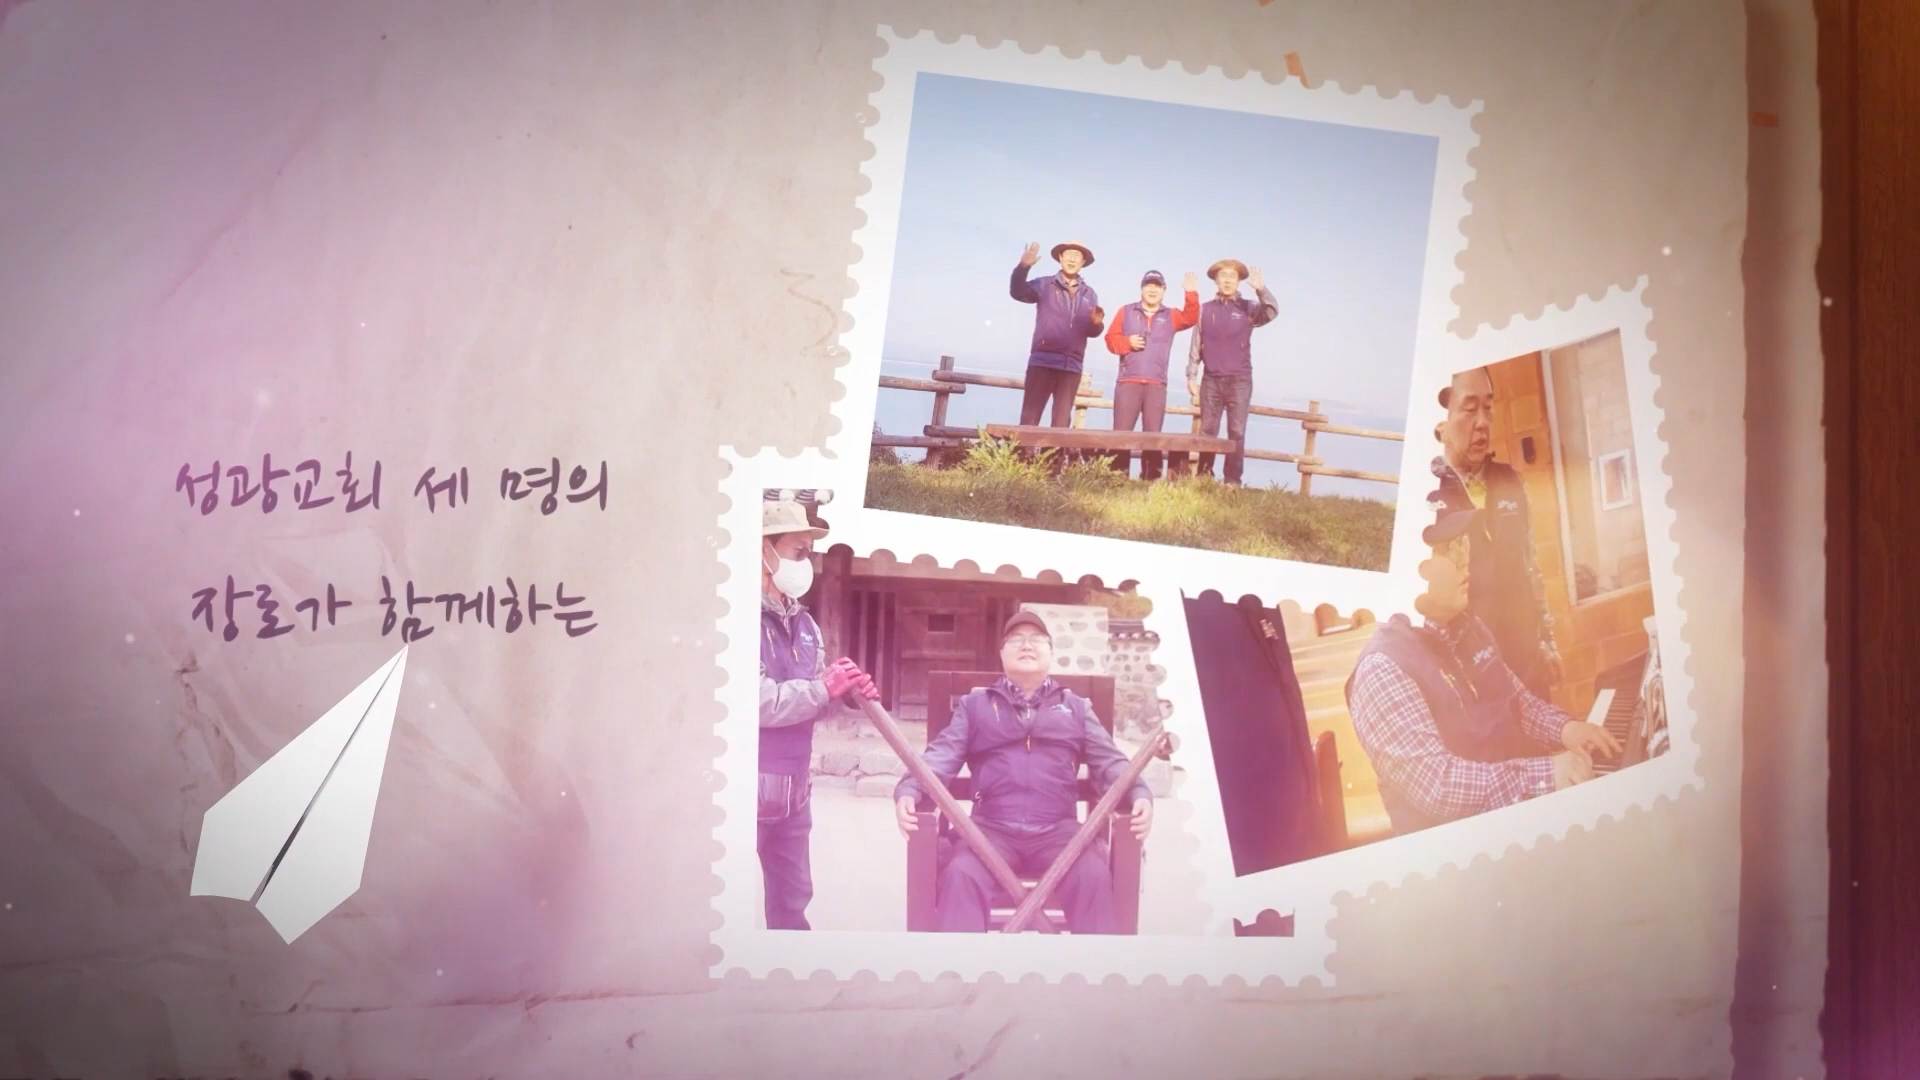 성광교회 세 명의
장로가 함께하는